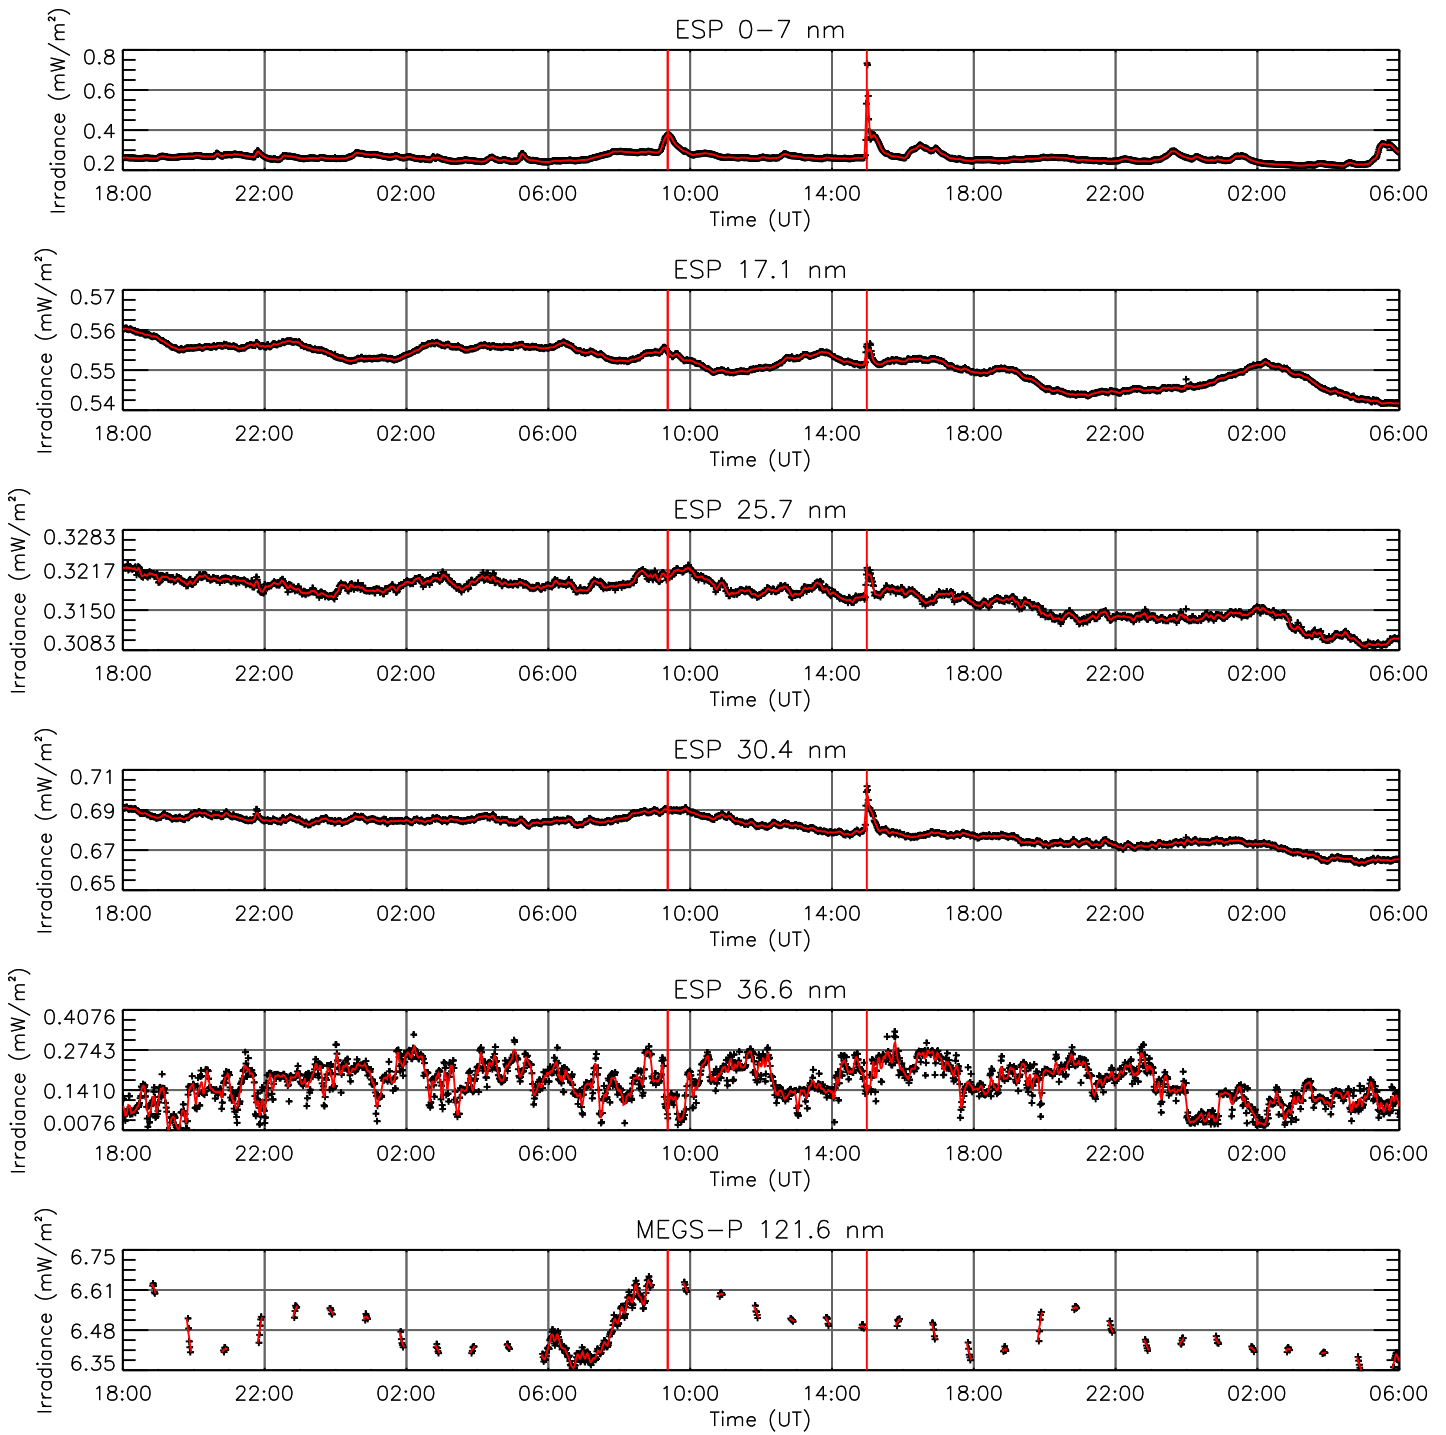 ESP 0-7 nm
Irradiance (mW/m²)
0.8
0.6
0.4
0.2
18:00 22:00 02:00 06:00 10:00 14:00 18:00 22:00 02:00 06:00
Time (UT)
ESP 17.1 nm
Irradiance (mW/m²)
0.57
0.56
0.55
0.54
18:00 22:00 02:00 06:00 10:00 14:00 18:00 22:00 02:00 06:00
Time (UT)
ESP 25.7 nm
Irradiance (mW/m²)
0.3283
0.3217
0.3150
0.3083
18:00 22:00 02:00 06:00 10:00 14:00 18:00 22:00 02:00 06:00
Time (UT)
ESP 30.4 nm
Irradiance (mW/m²)
0.71
0.69
0.67
0.65
18:00 22:00 02:00 06:00 10:00 14:00 18:00 22:00 02:00 06:00
Time (UT)
ESP 36.6 nm
Irradiance (mW/m²)
0.4076
0.2743
0.1410
0.0076
18:00 22:00 02:00 06:00 10:00 14:00 18:00 22:00 02:00 06:00
Time (UT)
MEGS-P 121.6 nm
Irradiance (mW/m²)
6.75
6.61
6.48
6.35
18:00 22:00 02:00 06:00 10:00 14:00 18:00 22:00 02:00 06:00
Time (UT)